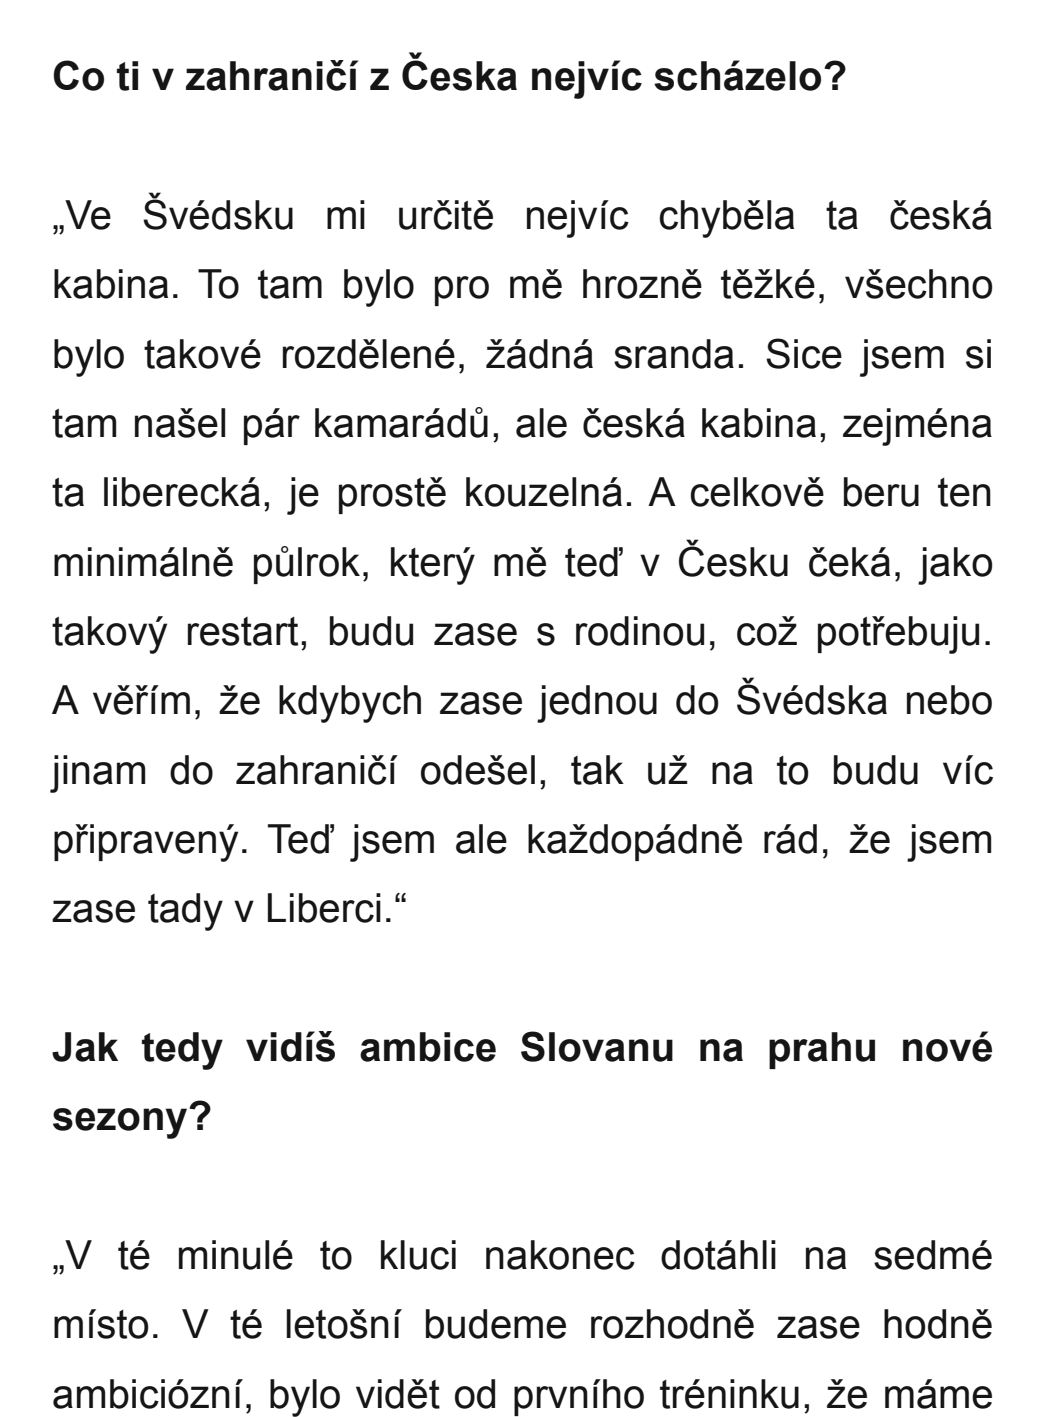 Co ti v zahraničí z Česka nejvíc scházelo?
„Ve Švédsku mi určitě nejvíc chyběla ta česká
kabina. To tam bylo pro mě hrozně těžké, všechno
bylo takové rozdělené, žádná sranda. Sice jsem si
tam našel pár kamarádů, ale česká kabina, zejména
ta liberecká, je prostě kouzelná. A celkově beru ten
minimálně půlrok, který mě teď v Česku čeká, jako
takový restart, budu zase s rodinou, což potřebuju.
A věřím, že kdybych zase jednou do Švédska nebo
jinam do zahraničí odešel, tak už na to budu víc
připravený. Teď jsem ale každopádně rád, že jsem
zase tady v Liberci.“
Jak tedy vidíš ambice Slovanu na prahu nové
sezony?
„V té minulé to kluci nakonec dotáhli na sedmé
místo. V té letošní budeme rozhodně zase hodně
ambiciózní, bylo vidět od prvního tréninku, že máme